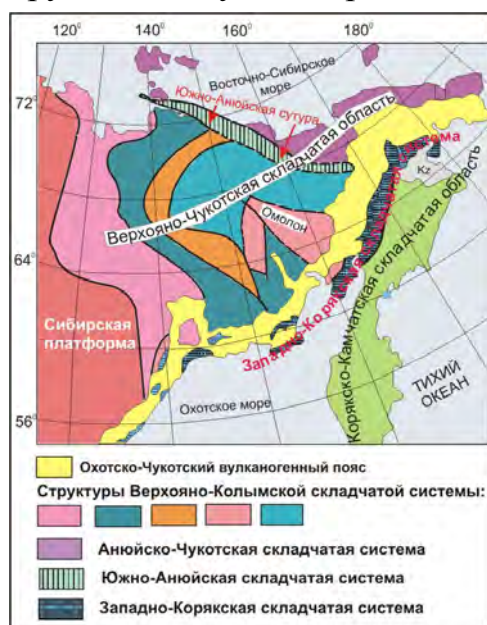 120°
140°
160°
180°
72°
64°
56°
Восточно-Сибирское
море
Южно-Анюйская сутура
Верхояно-Чукотская складчатая область
Омолон
Kz
Западно-Корякская складчатая система
Корякско-Камчатская складчатая область
Сибирская
платформа
Охотское море
ТИХИЙ
ОКЕАН
Охотско-Чукотский вулканогенный пояс
Структуры Верхояно-Колымской складчатой системы:
Анюйско-Чукотская складчатая система
Южно-Анюйская складчатая система
Западно-Корякская складчатая система